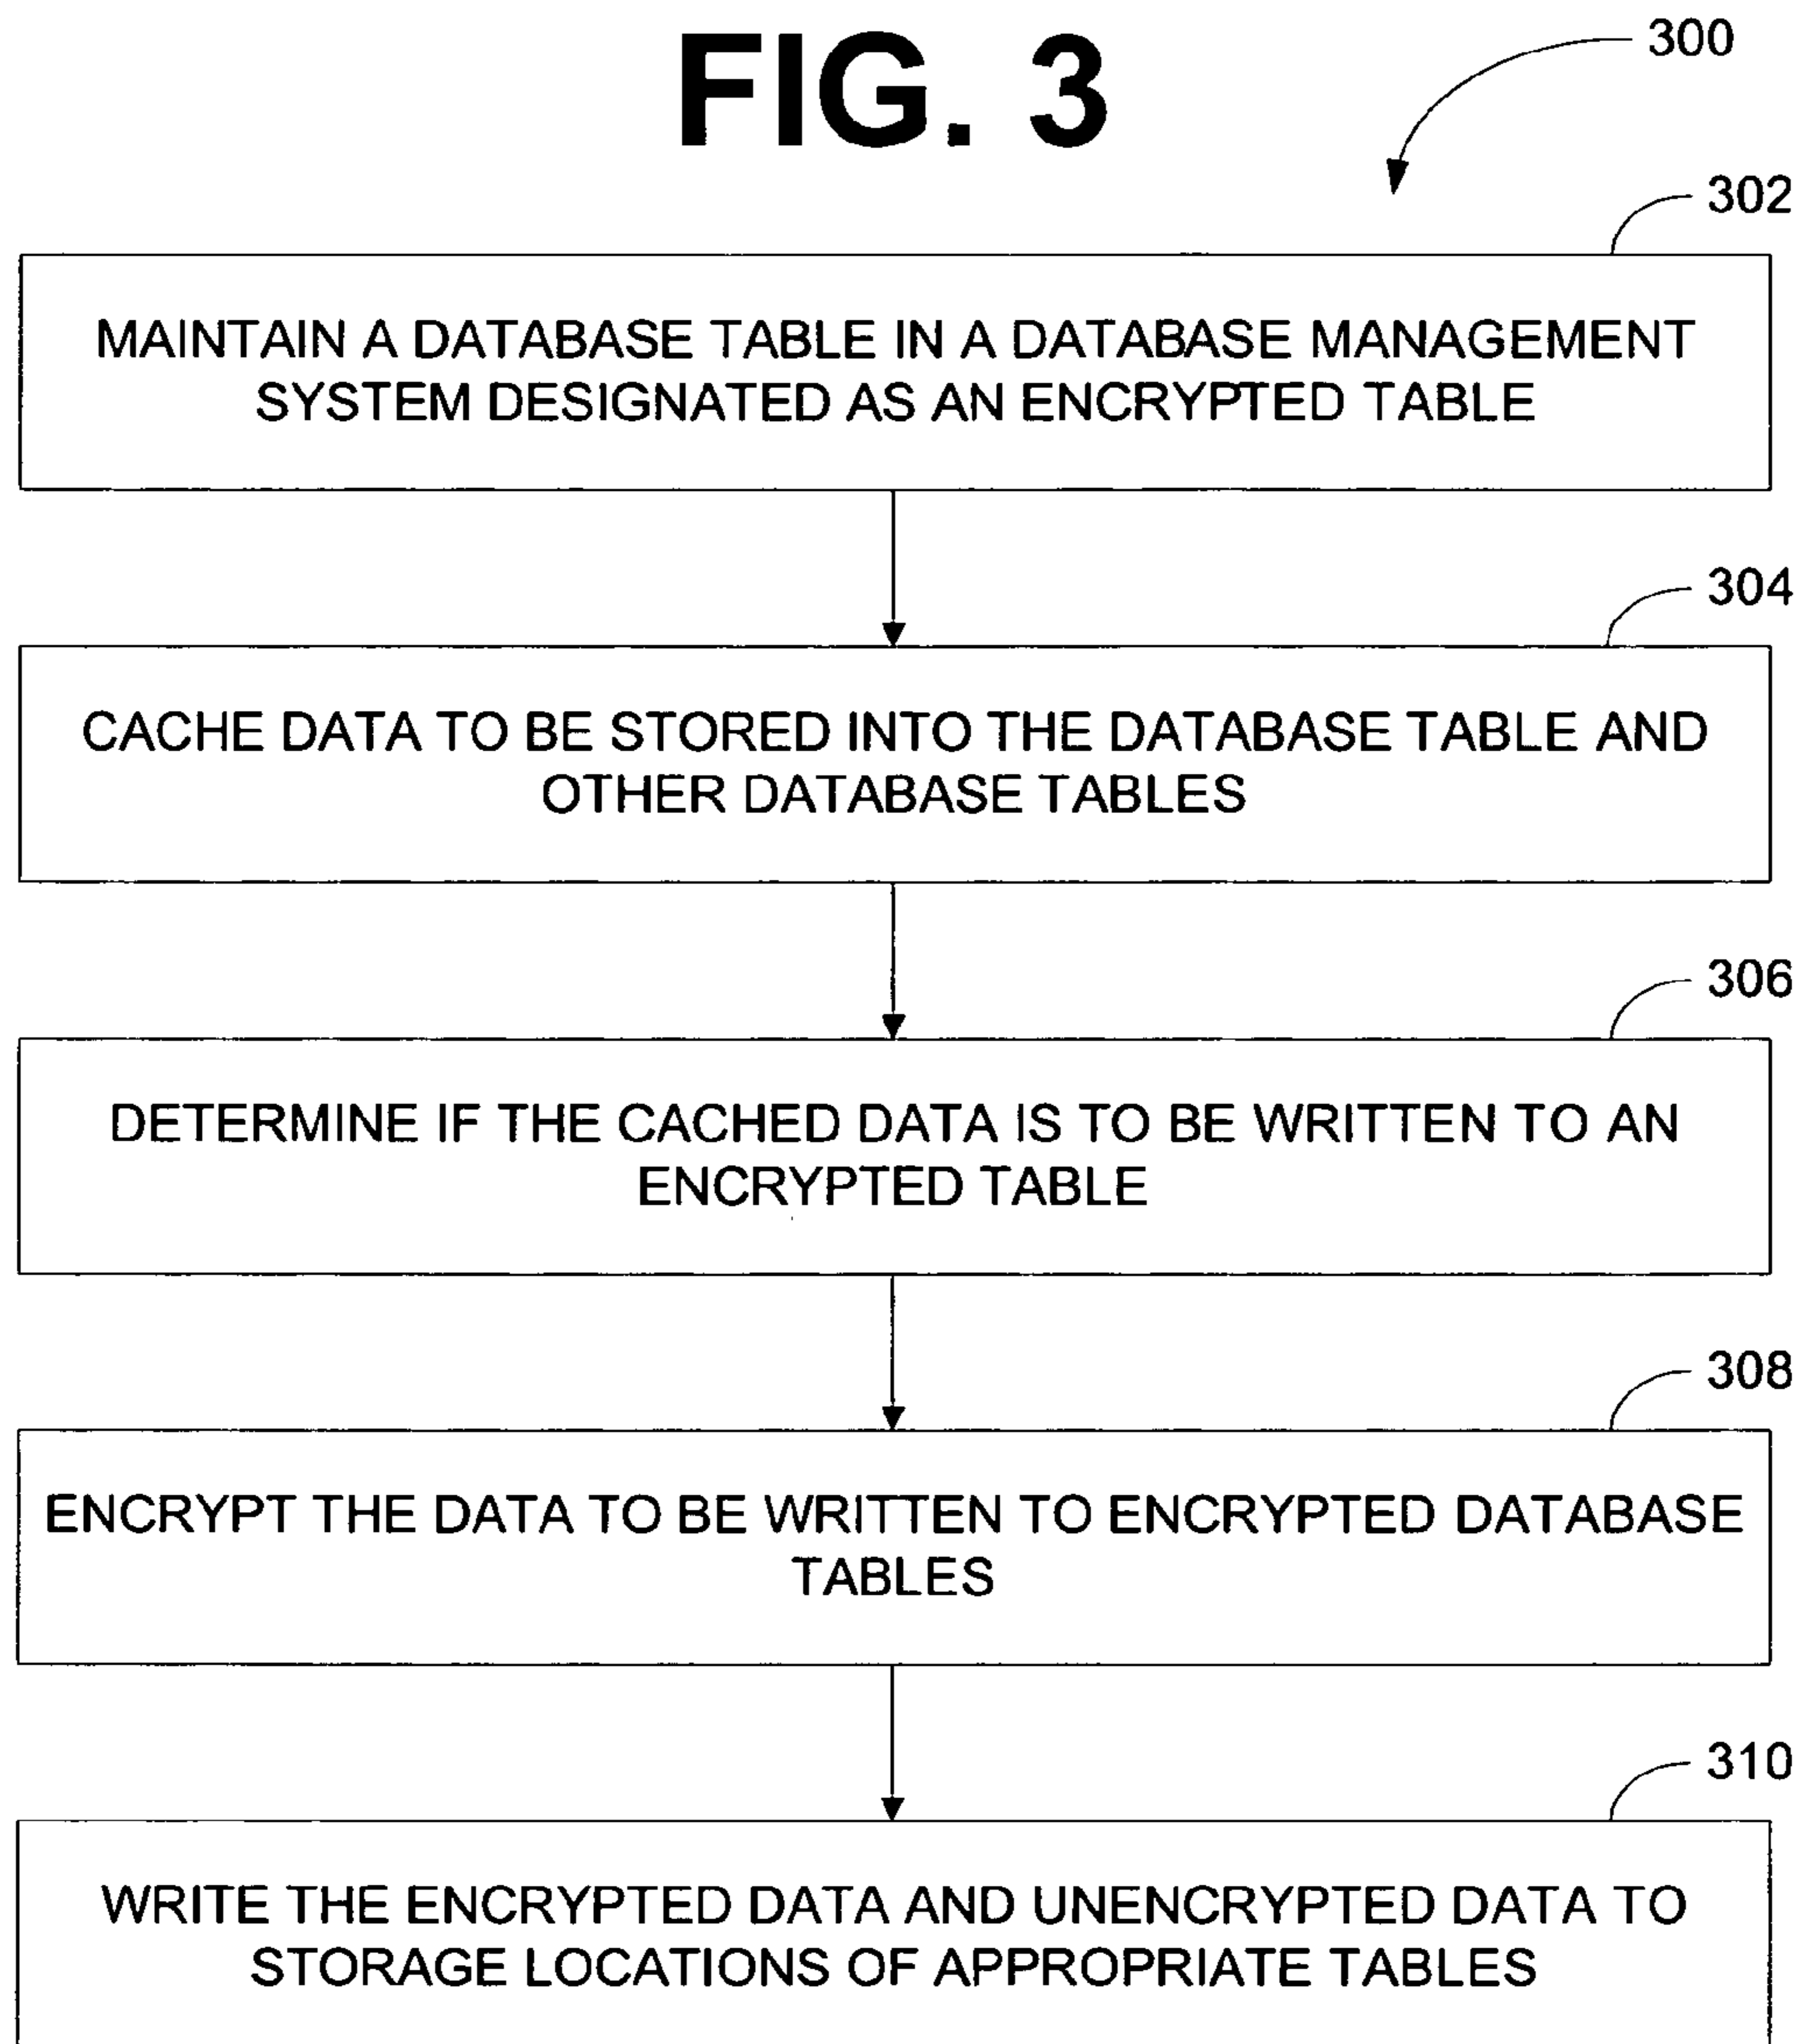 FIG. 3
300
302
MAINTAIN A DATABASE TABLE IN A DATABASE MANAGEMENT
SYSTEM DESIGNATED AS AN ENCRYPTED TABLE
304
CACHE DATA TO BE STORED INTO THE DATABASE TABLE AND
OTHER DATABASE TABLES
306
DETERMINE IF THE CACHED DATA IS TO BE WRITTEN TO AN
ENCRYPTED TABLE
308
ENCRYPT THE DATA TO BE WRITTEN TO ENCRYPTED DATABASE
TABLES
310
WRITE THE ENCRYPTED DATA AND UNENCRYPTED DATA TO
STORAGE LOCATIONS OF APPROPRIATE TABLES